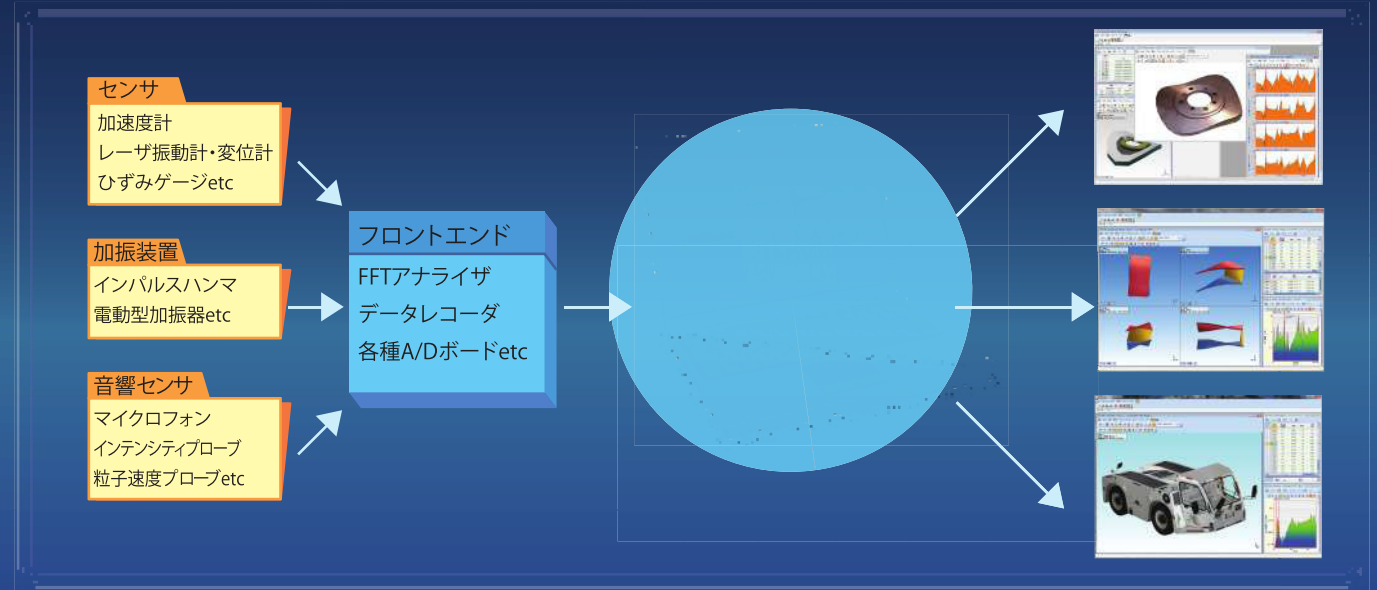 センサ
加速度計
レーザ振動計・変位計
ひずみゲージetc
加振装置
インパルスハンマ
電動型加振器etc
音響センサ
マイクロフォン
インテンシティプローブ
粒子速度プローブetc
フロントエンド
FFTアナライザ
データレコーダ
各種A/Dボードetc